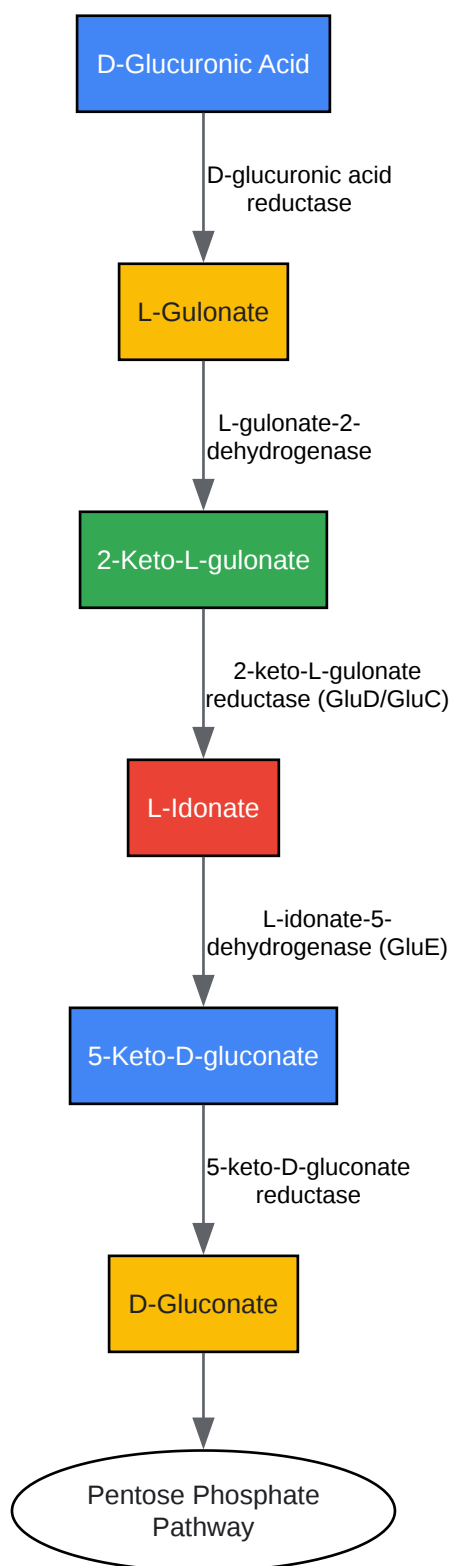 D-Glucuronic Acid
D-glucuronic acid
reductase
L-Gulonate
L-gulonate-2-
dehydrogenase
2-Keto-L-gulonate
2-keto-L-gulonate
reductase (GluD/GluC)
L-Idonate
L-idonate-5-
dehydrogenase (GluE)
5-Keto-D-gluconate
5-keto-D-gluconate
reductase
D-Gluconate
Pentose Phosphate
Pathway